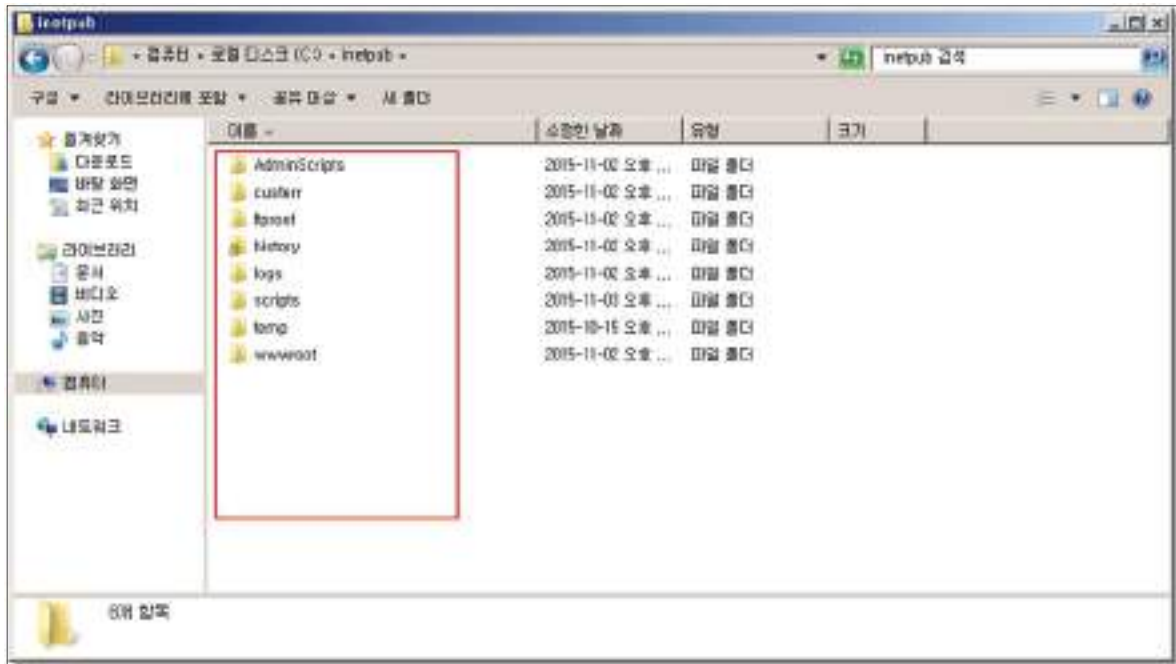 inetpub
컴퓨터 로컬 디스크 (C:) inetpub
inetpub 검색
구성 라이브러리에 포함 공유 대상 새 폴더
이름 수정한 날짜 유형 크기
즐겨찾기
다운로드
바탕 화면
최근 위치
라이브러리
문서
비디오
사진
음악
컴퓨터
네트워크
AdminScripts 2015-11-02 오후 ... 파일 폴더
custerr 2015-11-02 오후 ... 파일 폴더
ftproot 2015-11-02 오후 ... 파일 폴더
history 2015-11-02 오후 ... 파일 폴더
logs 2015-11-02 오후 ... 파일 폴더
scripts 2015-11-03 오후 ... 파일 폴더
temp 2015-10-15 오후 ... 파일 폴더
wwwroot 2015-11-02 오후 ... 파일 폴더
항목